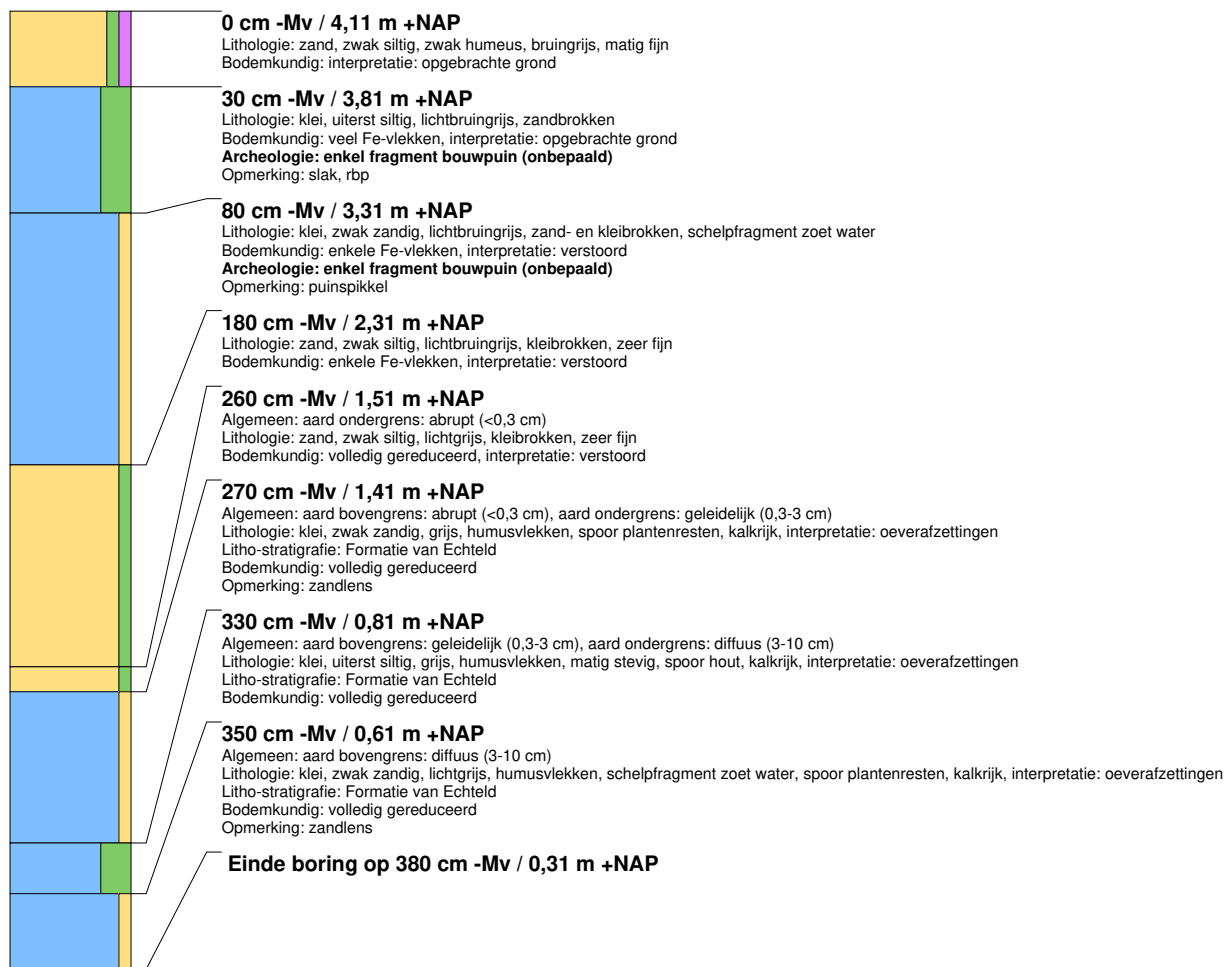 0 cm -Mv / 4,11 m +NAP
Lithologie: zand, zwak siltig, zwak humeus, bruingrijs, matig fijn
Bodemkundig: interpretatie: opgebrachte grond
30 cm -Mv / 3,81 m +NAP
Lithologie: klei, uiterst siltig, lichtbruingrijs, zandbrokken
Bodemkundig: veel Fe-vlekken, interpretatie: opgebrachte grond
Archeologie: enkel fragment bouwpuin (onbepaald)
Opmerking: slak, rbp
80 cm -Mv / 3,31 m +NAP
Lithologie: klei, zwak zandig, lichtbruingrijs, zand- en kleibrokken, schelpfragment zoet water
Bodemkundig: enkele Fe-vlekken, interpretatie: verstoord
Archeologie: enkel fragment bouwpuin (onbepaald)
Opmerking: puinspikkel
180 cm -Mv / 2,31 m +NAP
Lithologie: zand, zwak siltig, lichtbruingrijs, kleibrokken, zeer fijn
Bodemkundig: enkele Fe-vlekken, interpretatie: verstoord
260 cm -Mv / 1,51 m +NAP
Algemeen: aard ondergrens: abrupt (<0,3 cm)
Lithologie: zand, zwak siltig, lichtgrijs, kleibrokken, zeer fijn
Bodemkundig: volledig gereduceerd, interpretatie: verstoord
270 cm -Mv / 1,41 m +NAP
Algemeen: aard bovengrens: abrupt (<0,3 cm), aard ondergrens: geleidelijk (0,3-3 cm)
Lithologie: klei, zwak zandig, grijs, humusvlekken, spoor plantenresten, kalkrijk, interpretatie: oeverafzettingen
Litho-stratigrafie: Formatie van Echteld
Bodemkundig: volledig gereduceerd
Opmerking: zandlens
330 cm -Mv / 0,81 m +NAP
Algemeen: aard bovengrens: geleidelijk (0,3-3 cm), aard ondergrens: diffuus (3-10 cm)
Lithologie: klei, uiterst siltig, grijs, humusvlekken, matig stevig, spoor hout, kalkrijk, interpretatie: oeverafzettingen
Litho-stratigrafie: Formatie van Echteld
Bodemkundig: volledig gereduceerd
350 cm -Mv / 0,61 m +NAP
Algemeen: aard bovengrens: diffuus (3-10 cm)
Lithologie: klei, zwak zandig, lichtgrijs, humusvlekken, schelpfragment zoet water, spoor plantenresten, kalkrijk, interpretatie: oeverafzettingen
Litho-stratigrafie: Formatie van Echteld
Bodemkundig: volledig gereduceerd
Opmerking: zandlens
Einde boring op 380 cm -Mv / 0,31 m +NAP